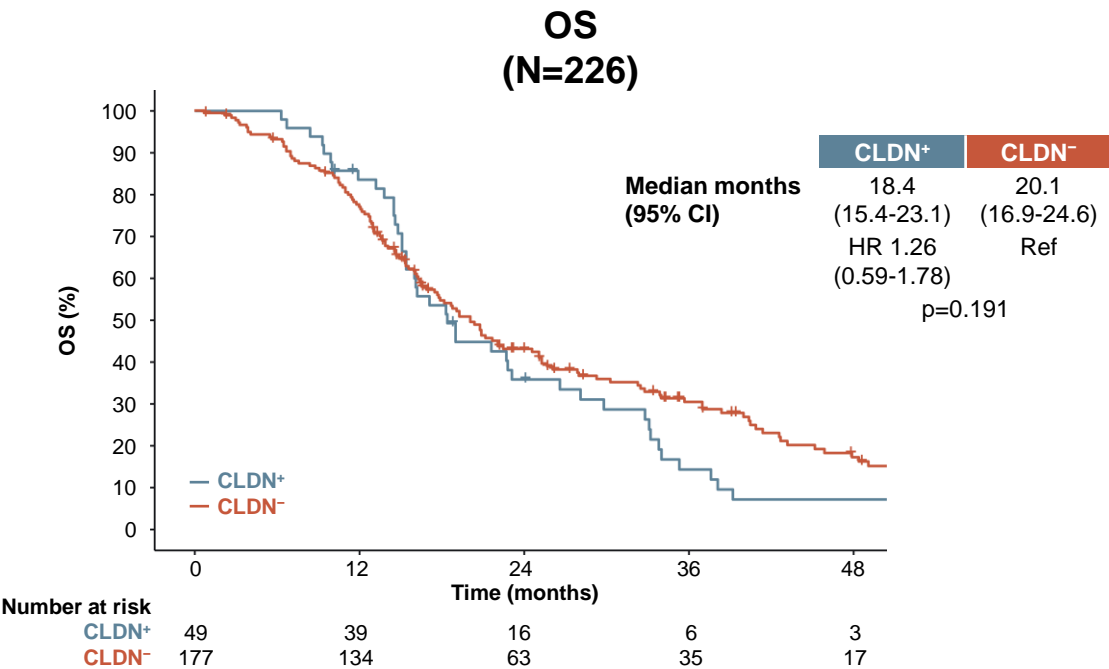 OS
(N=226)
CLDN⁺ CLDN⁻
Median months 18.4 20.1
(95% CI) (15.4-23.1) (16.9-24.6)
HR 1.26 Ref
(0.59-1.78)
p=0.191
OS (%)
100
90
80
70
60
50
40
30
20
10
0
CLDN⁺
CLDN⁻
0 12 24 36 48
Time (months)
Number at risk
CLDN⁺ 49 39 16 6 3
CLDN⁻ 177 134 63 35 17